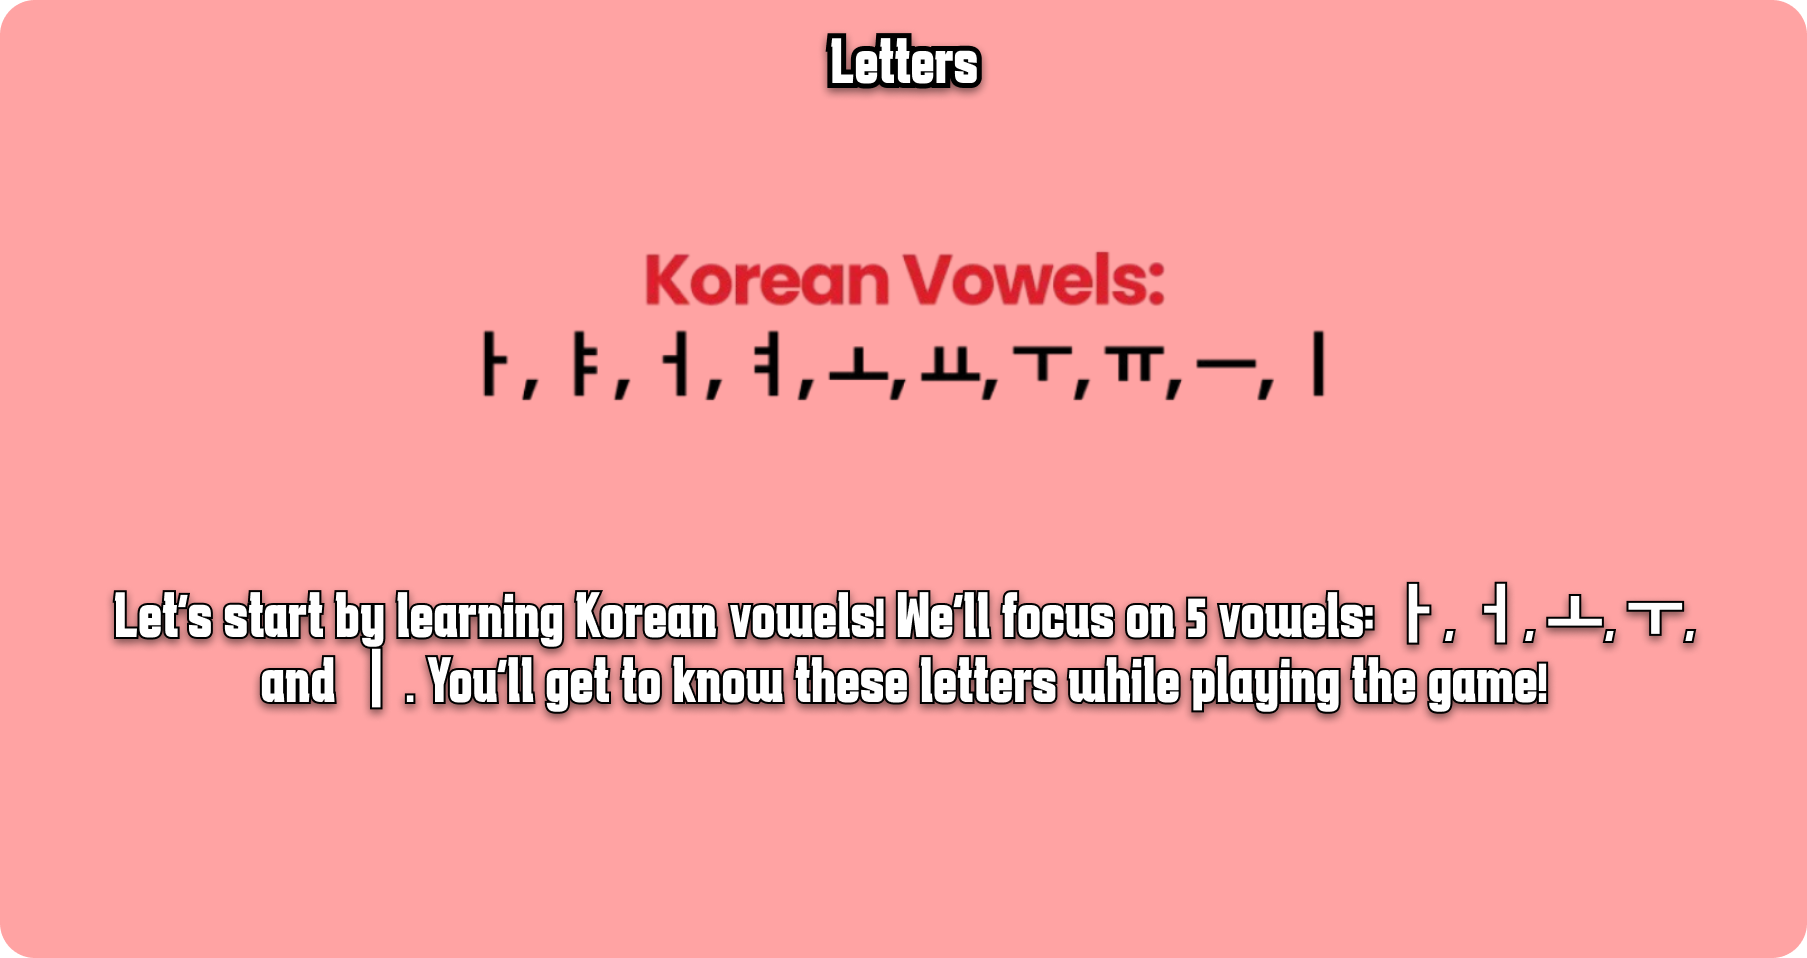 Letters
Korean Vowels:
ㅏ, ㅑ, ㅓ, ㅕ, ㅗ, ㅛ, ㅜ, ㅠ, ㅡ, ㅣ
Let's start by learning Korean vowels! We'll focus on 5 vowels: ㅏ, ㅓ, ㅗ, ㅜ,
and ㅣ. You'll get to know these letters while playing the game!